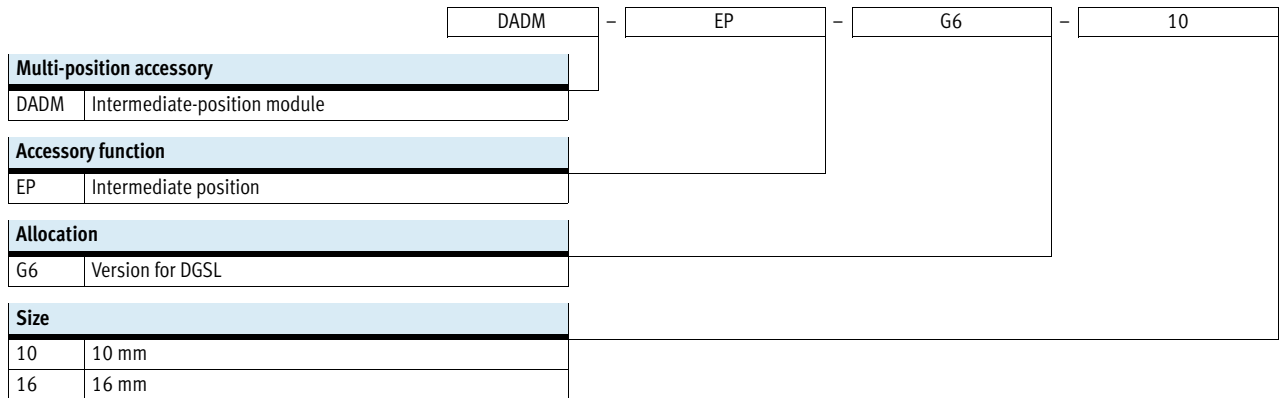 DADM – EP – G6 – 10
Multi-position accessory
DADM Intermediate-position module
Accessory function
EP Intermediate position
Allocation
G6 Version for DGSL
Size
10 10 mm
16 16 mm